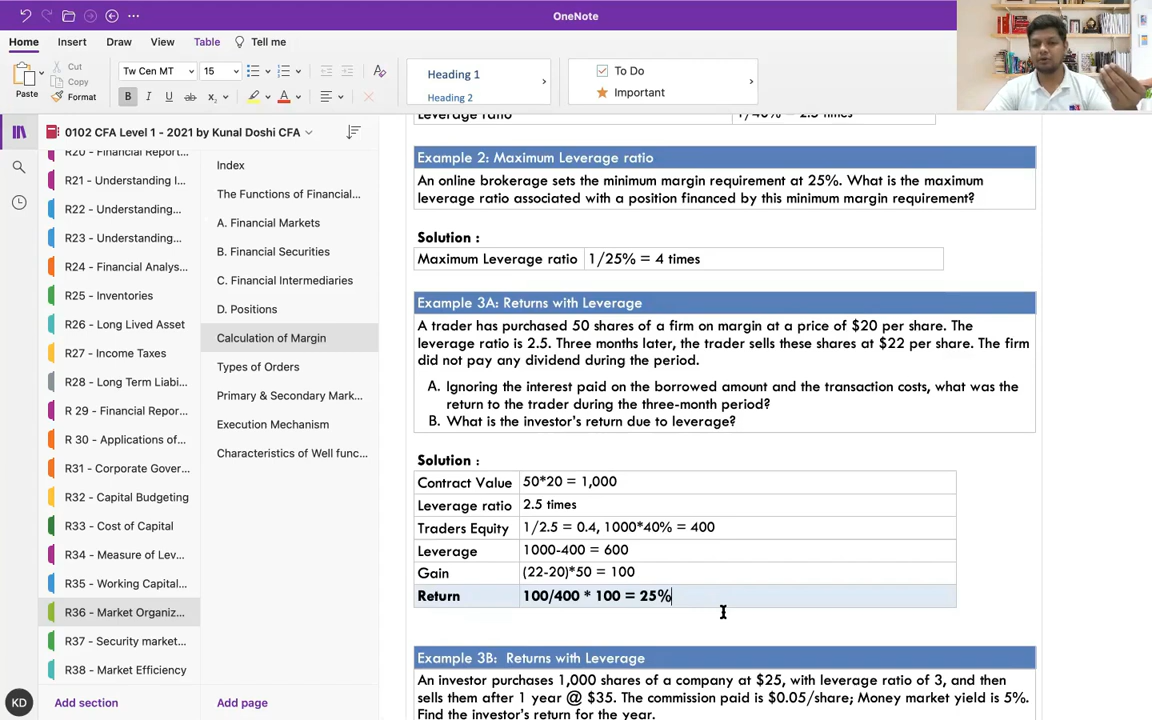 OneNote
Home Insert Draw View Table Tell me
Paste
Cut
Copy
Format
Tw Cen MT 15
B I U ab x₂ A
Heading 1
Heading 2
To Do
Important
0102 CFA Level 1 - 2021 by Kunal Doshi CFA
R20 - Financial Report...
R21 - Understanding I...
R22 - Understanding...
R23 - Understanding...
R24 - Financial Analys...
R25 - Inventories
R26 - Long Lived Asset
R27 - Income Taxes
R28 - Long Term Liabi...
R 29 - Financial Repor...
R 30 - Applications of...
R31 - Corporate Gover...
R32 - Capital Budgeting
R33 - Cost of Capital
R34 - Measure of Lev...
R35 - Working Capital...
R36 - Market Organiz...
R37 - Security market...
R38 - Market Efficiency
KD
Add section
Index
The Functions of Financial...
A. Financial Markets
B. Financial Securities
C. Financial Intermediaries
D. Positions
Calculation of Margin
Types of Orders
Primary & Secondary Mark...
Execution Mechanism
Characteristics of Well func...
Add page
Leverage ratio 1/40% = 2.5 times
Example 2: Maximum Leverage ratio
An online brokerage sets the minimum margin requirement at 25%. What is the maximum
leverage ratio associated with a position financed by this minimum margin requirement?
Solution :
Maximum Leverage ratio 1/25% = 4 times
Example 3A: Returns with Leverage
A trader has purchased 50 shares of a firm on margin at a price of $20 per share. The
leverage ratio is 2.5. Three months later, the trader sells these shares at $22 per share. The firm
did not pay any dividend during the period.
A. Ignoring the interest paid on the borrowed amount and the transaction costs, what was the
return to the trader during the three-month period?
B. What is the investor's return due to leverage?
Solution :
Contract Value 50*20 = 1,000
Leverage ratio 2.5 times
Traders Equity 1/2.5 = 0.4, 1000*40% = 400
Leverage 1000-400 = 600
Gain (22-20)*50 = 100
Return 100/400 * 100 = 25%
Example 3B: Returns with Leverage
An investor purchases 1,000 shares of a company at $25, with leverage ratio of 3, and then
sells them after 1 year @ $35. The commission paid is $0.05/share; Money market yield is 5%.
Find the investor's return for the year.